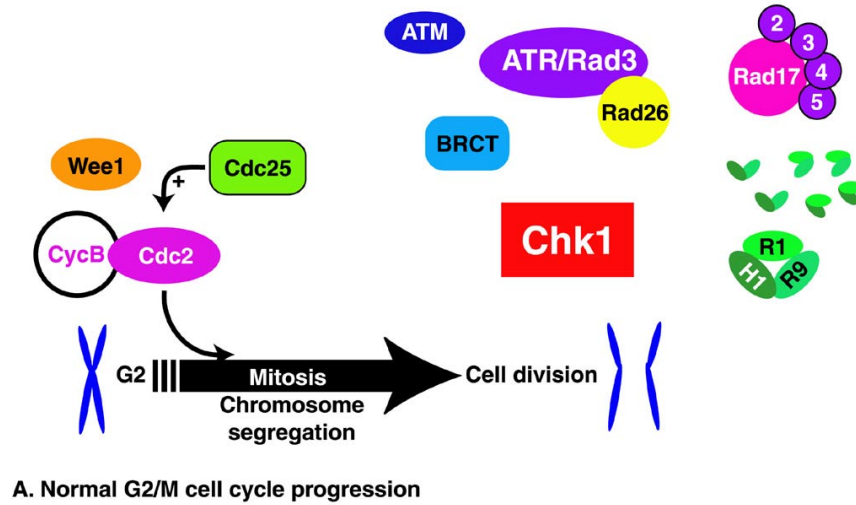 ATM
ATR/Rad3
Rad26
Rad17
2
3
4
5
BRCT
Wee1
+
Cdc25
CycB
Cdc2
Chk1
R1
H1
R9
G2
Mitosis
Cell division
Chromosome
segregation
A. Normal G2/M cell cycle progression